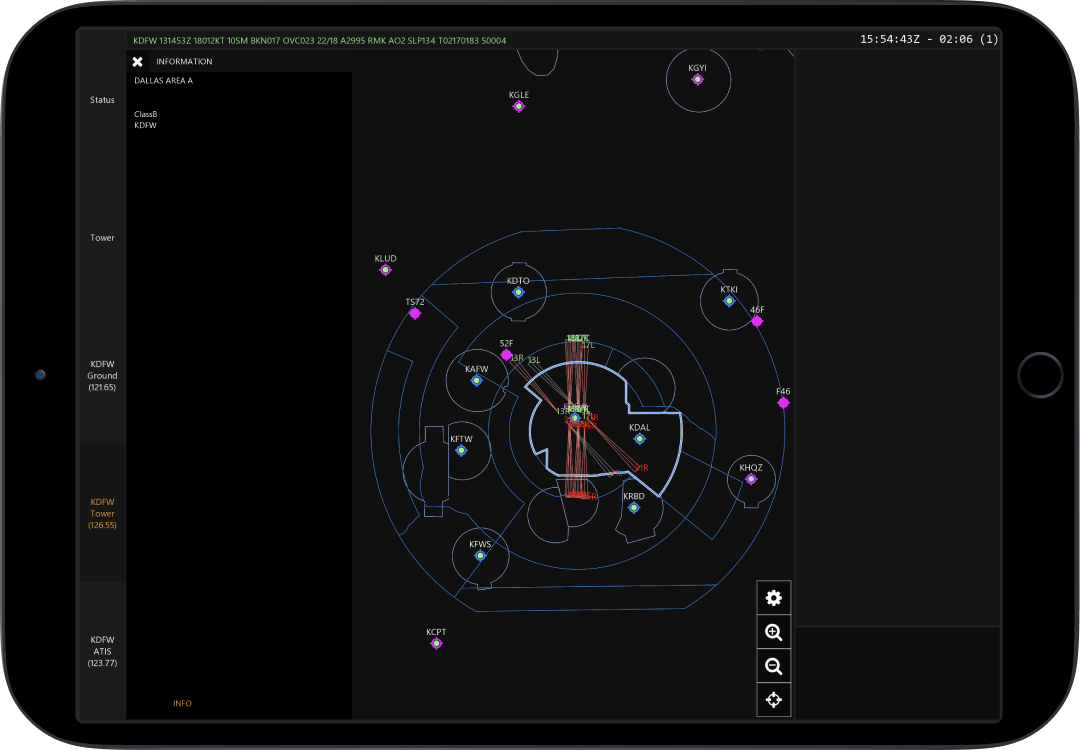 KDFW 131453Z 18012KT 10SM BKN017 OVC023 22/18 A2995 RMK AO2 SLP134 T02170183 50004
15:54:43Z - 02:06 (1)
INFORMATION
DALLAS AREA A
ClassB
KDFW
Status
Tower
KDFW
Ground
(121.65)
KDFW
Tower
(126.55)
KDFW
ATIS
(123.77)
KGYI
KGLE
KLUD
KDTO
KTKI
TS72
46F
52F
13R
13L
17L
KAFW
F46
KDAL
KFTW
31R
KHQZ
KRBD
KFWS
KCPT
INFO